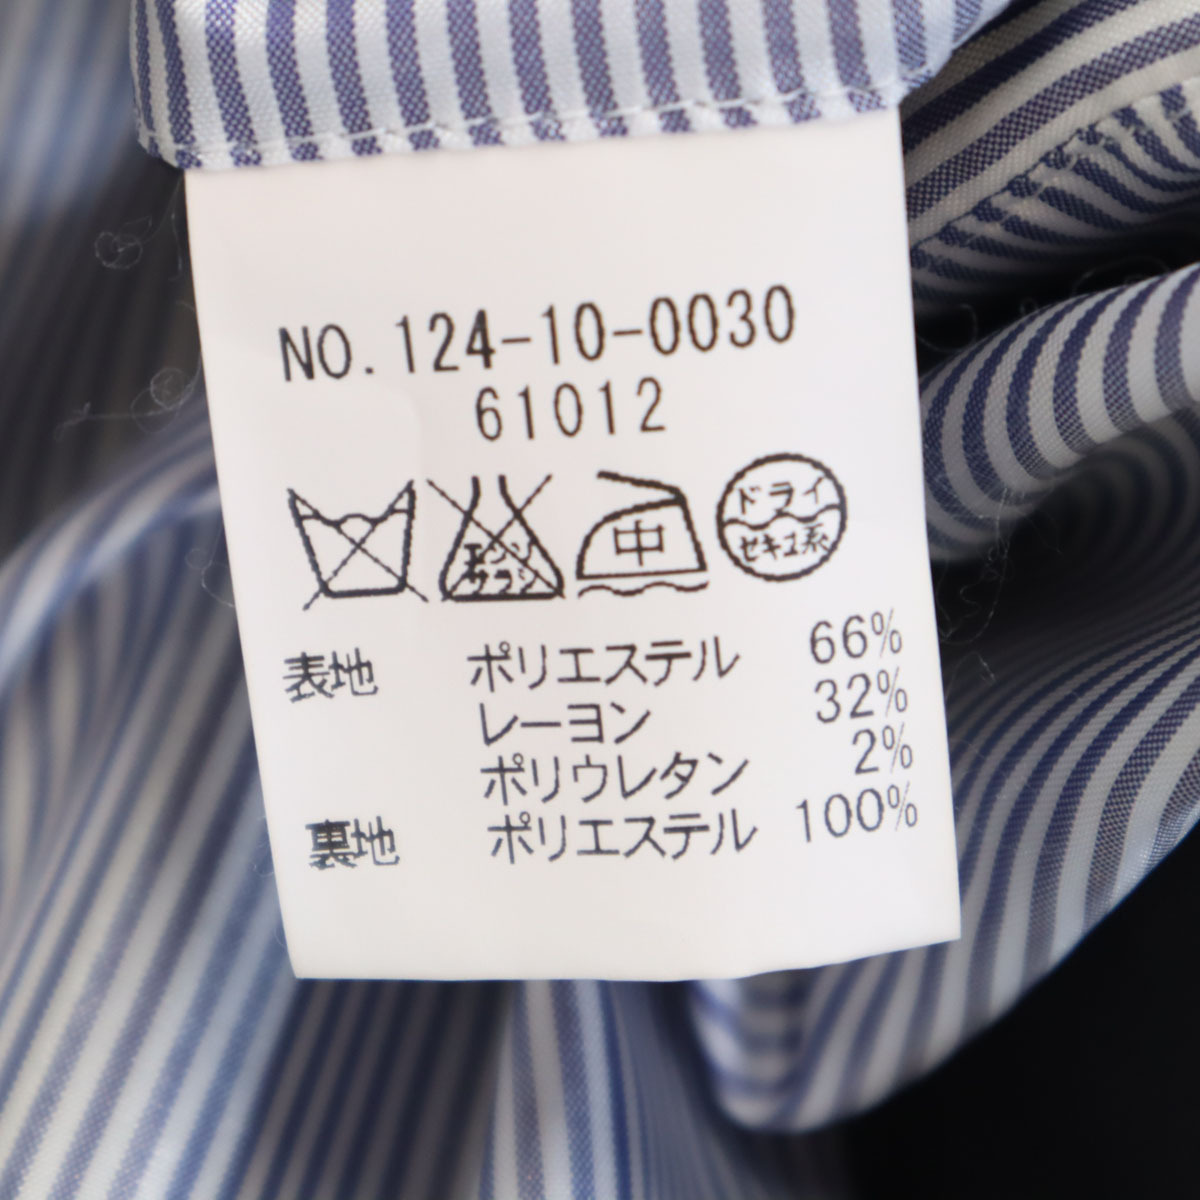 NO.124-10-0030
61012
エンソ
サラシ
中
ドライ
セキユ系
表地 ポリエステル 66%
レーヨン 32%
ポリウレタン 2%
裏地 ポリエステル 100%